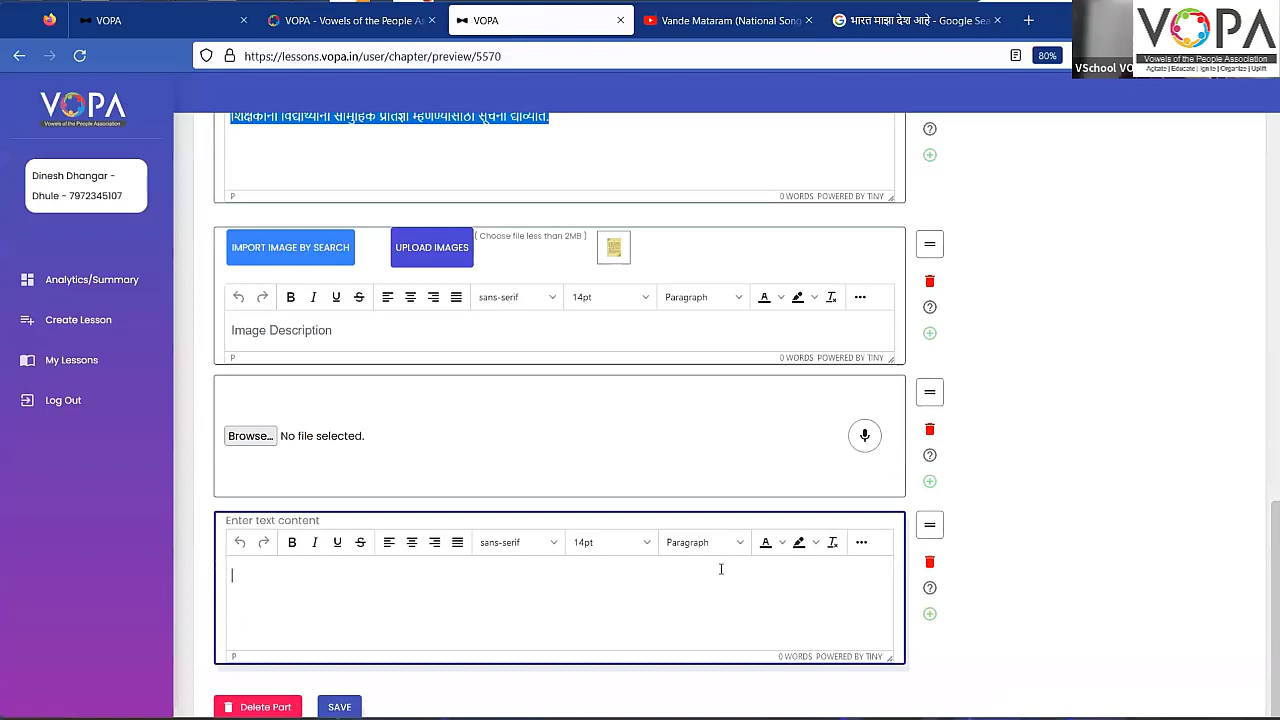 VOPA
VOPA - Vowels of the People As
VOPA
Vande Mataram (National Song
भारत माझा देश आहे - Google Sea
https://lessons.vopa.in/user/chapter/preview/5570
80%
VSchool VO
VOPA
Vowels of the People Association
Agitate | Educate | Ignite | Organize | Uplift
VOPA
Vowels of the People Association
Dinesh Dhangar -
Dhule - 7972345107
Analytics/Summary
Create Lesson
My Lessons
Log Out
शिक्षकांनी विद्यार्थ्यांना सामुहिक प्रतिज्ञा म्हणण्यासाठी सूचना द्याव्यात.
P
0 WORDS POWERED BY TINY
IMPORT IMAGE BY SEARCH
UPLOAD IMAGES
( Choose file less than 2MB )
B I U S
sans-serif
14pt
Paragraph
A
Image Description
P
0 WORDS POWERED BY TINY
Browse... No file selected.
Enter text content
B I U S
sans-serif
14pt
Paragraph
A
P
0 WORDS POWERED BY TINY
Delete Part
SAVE